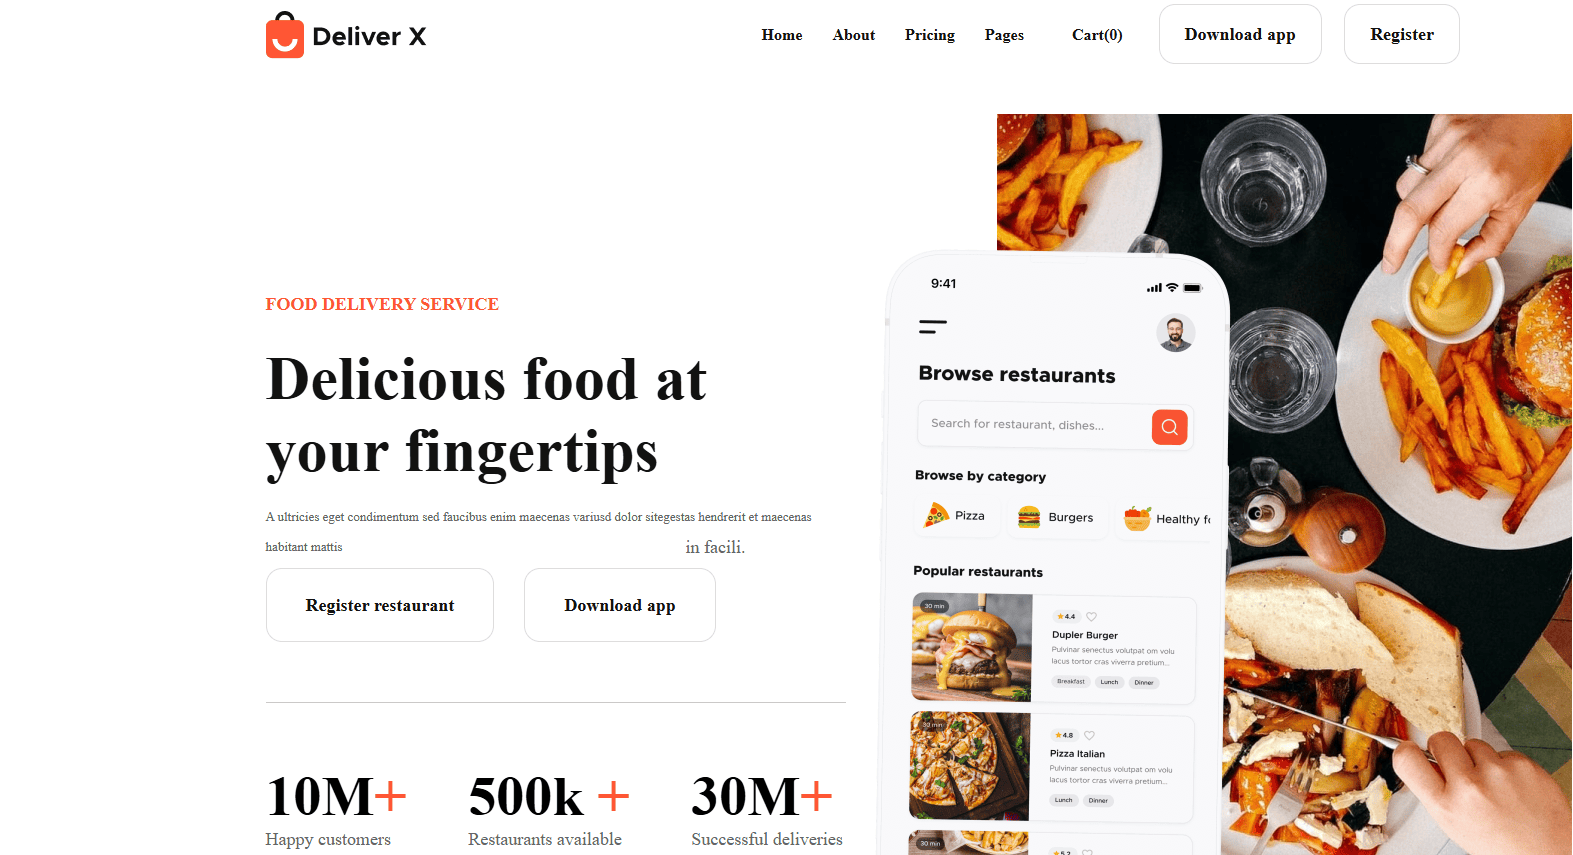 Deliver X
Home About Pricing Pages Cart(0) Download app Register
FOOD DELIVERY SERVICE
Delicious food at
your fingertips
A ultricies eget condimentum sed faucibus enim maecenas variusd dolor sitegestas hendrerit et maecenas
habitant mattis in facili.
Register restaurant Download app
10M+ 500k + 30M+
Happy customers Restaurants available Successful deliveries
9:41
Browse restaurants
Search for restaurant, dishes...
Browse by category
Pizza Burgers Healthy fo
Popular restaurants
30 min
4.4
Dupler Burger
Pulvinar senectus volutpat om volu
lacus tortor cras viverra pretium...
Breakfast Lunch Dinner
30 min
4.8
Pizza Italian
Pulvinar senectus volutpat om volu
lacus tortor cras viverra pretium...
Lunch Dinner
30 min
5.2